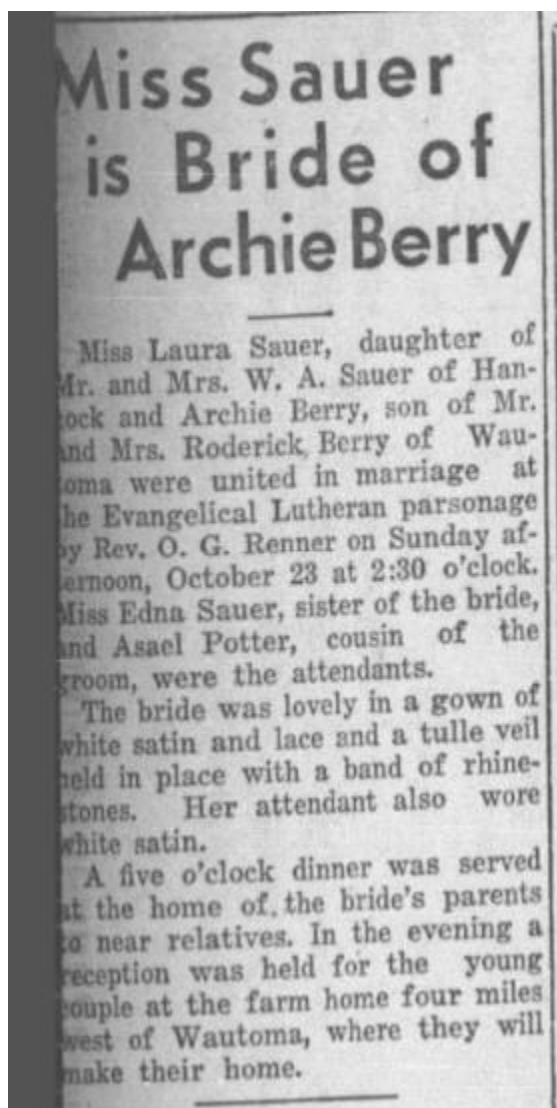 Miss Sauer
is Bride of
Archie Berry
Miss Laura Sauer, daughter of
Mr. and Mrs. W. A. Sauer of Han-
cock and Archie Berry, son of Mr.
and Mrs. Roderick Berry of Wau-
toma were united in marriage at
the Evangelical Lutheran parsonage
by Rev. O. G. Renner on Sunday af-
ternoon, October 23 at 2:30 o'clock.
Miss Edna Sauer, sister of the bride,
and Asael Potter, cousin of the
groom, were the attendants.
The bride was lovely in a gown of
white satin and lace and a tulle veil
held in place with a band of rhine-
stones. Her attendant also wore
white satin.
A five o'clock dinner was served
at the home of the bride's parents
to near relatives. In the evening a
reception was held for the young
couple at the farm home four miles
west of Wautoma, where they will
make their home.